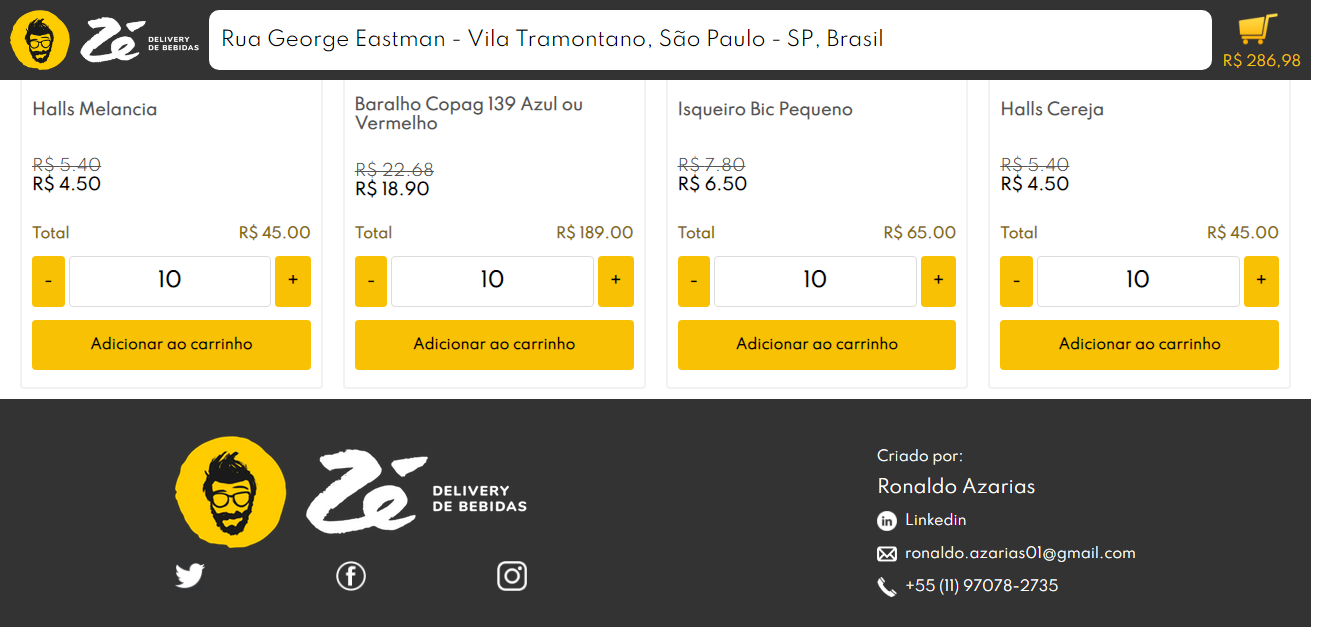 Zé DELIVERY
DE BEBIDAS
Rua George Eastman - Vila Tramontano, São Paulo - SP, Brasil
R$ 286,98
Halls Melancia
R$ 5.40
R$ 4.50
Total R$ 45.00
- 10 +
Adicionar ao carrinho
Baralho Copag 139 Azul ou
Vermelho
R$ 22.68
R$ 18.90
Total R$ 189.00
- 10 +
Adicionar ao carrinho
Isqueiro Bic Pequeno
R$ 7.80
R$ 6.50
Total R$ 65.00
- 10 +
Adicionar ao carrinho
Halls Cereja
R$ 5.40
R$ 4.50
Total R$ 45.00
- 10 +
Adicionar ao carrinho
Zé DELIVERY
DE BEBIDAS
Criado por:
Ronaldo Azarias
in Linkedin
ronaldo.azarias01@gmail.com
+55 (11) 97078-2735